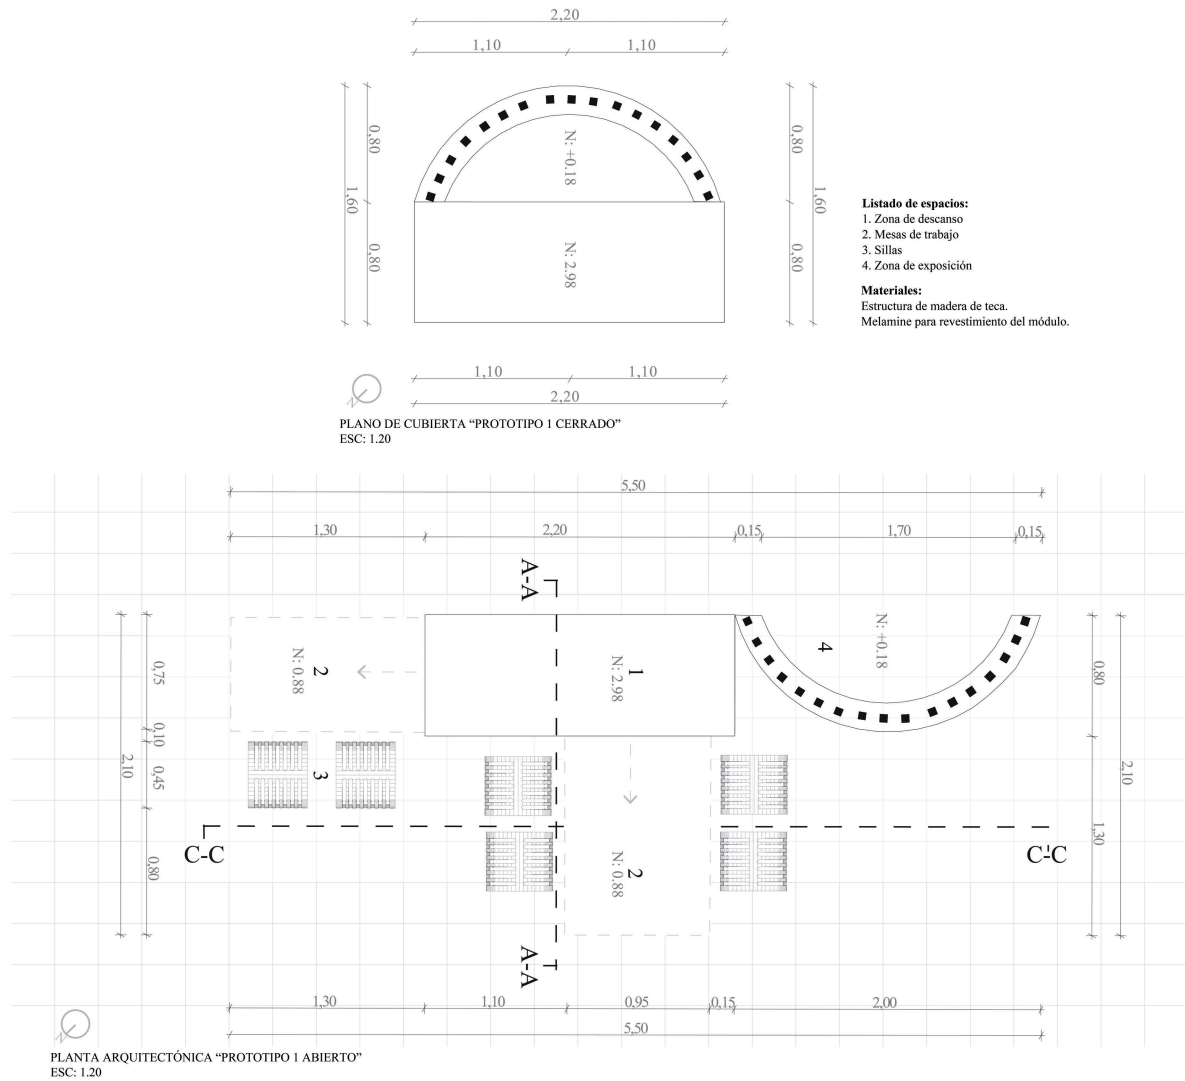 2,20
1,10
1,10
1,60
0,80
0,80
N: +0.18
N: 2.98
0,80
0,80
1,60
Listado de espacios:
1. Zona de descanso
2. Mesas de trabajo
3. Sillas
4. Zona de exposición
Materiales:
Estructura de madera de teca.
Melamine para revestimiento del módulo.
1,10
1,10
2,20
N
PLANO DE CUBIERTA “PROTOTIPO 1 CERRADO”
ESC: 1.20
5,50
1,30
2,20
0,15
1,70
0,15
A-A
2
N: 0.88
1
N: 2.98
4
N: +0.18
2,10
0,75
0,10
0,45
0,80
3
0,80
1,30
2,10
C-C
C-C
2
N: 0.88
A-A
1,30
1,10
0,95
0,15
2,00
5,50
N
PLANTA ARQUITECTÓNICA “PROTOTIPO 1 ABIERTO”
ESC: 1.20